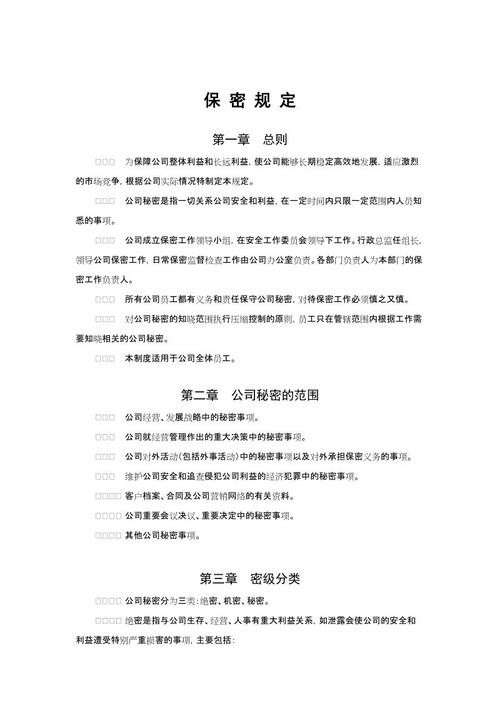 保 密 规 定
第一章　总则
□□□　为保障公司整体利益和长远利益, 使公司能够长期稳定高效地发展, 适应激烈
的市场竞争, 根据公司实际情况特制定本规定。
□□□　公司秘密是指一切关系公司安全和利益, 在一定时间内只限一定范围内人员知
悉的事项。
□□□　公司成立保密工作领导小组, 在安全工作委员会领导下工作。行政总监任组长,
领导公司保密工作, 日常保密监督检查工作由公司办公室负责。各部门负责人为本部门的保
密工作负责人。
□□□　所有公司员工都有义务和责任保守公司秘密, 对待保密工作必须慎之又慎。
□□□　对公司秘密的知晓范围执行压缩控制的原则, 员工只在管辖范围内根据工作需
要知晓相关的公司秘密。
□□□　本制度适用于公司全体员工。
第二章　公司秘密的范围
□□□　公司经营、发展战略中的秘密事项。
□□□　公司就经营管理作出的重大决策中的秘密事项。
□□□　公司对外活动(包括外事活动)中的秘密事项以及对外承担保密义务的事项。
□□□　维护公司安全和追查侵犯公司利益的经济犯罪中的秘密事项。
□□□□ 客户档案、合同及公司营销网络的有关资料。
□□□□ 公司重要会议决议、重要决定中的秘密事项。
□□□□ 其他公司秘密事项。
第三章　密级分类
□□□□ 公司秘密分为三类: 绝密、机密、秘密。
□□□□ 绝密是指与公司生存、经营、人事有重大利益关系, 如泄露会使公司的安全和
利益遭受特别严重损害的事项, 主要包括: